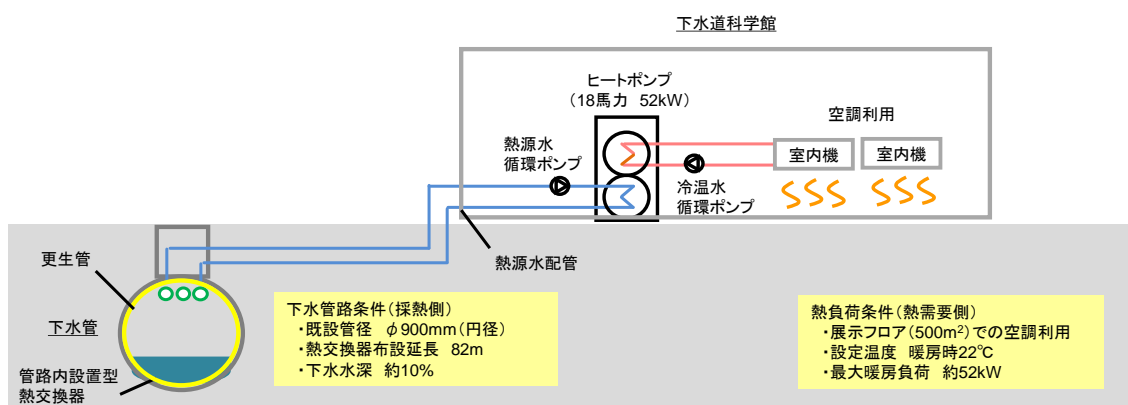 下水道科学館
ヒートポンプ
(18馬力 52kW)
空調利用
熱源水
循環ポンプ
室内機
室内機
冷温水
循環ポンプ
熱源水配管
更生管
下水管
管路内設置型
熱交換器
下水管路条件(採熱側)
・既設管径 φ900mm(円径)
・熱交換器布設延長 82m
・下水水深 約10%
熱負荷条件(熱需要側)
・展示フロア(500m²)での空調利用
・設定温度 暖房時22℃
・最大暖房負荷 約52kW